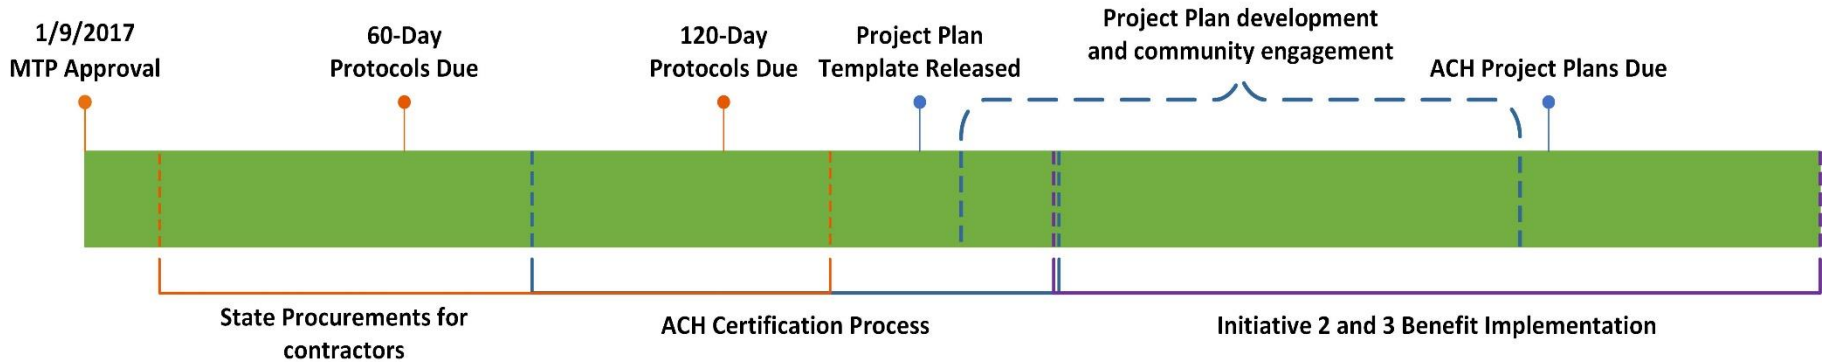 1/9/2017
MTP Approval
60-Day
Protocols Due
120-Day
Protocols Due
Project Plan
Template Released
Project Plan development
and community engagement
ACH Project Plans Due
State Procurements for
contractors
ACH Certification Process
Initiative 2 and 3 Benefit Implementation